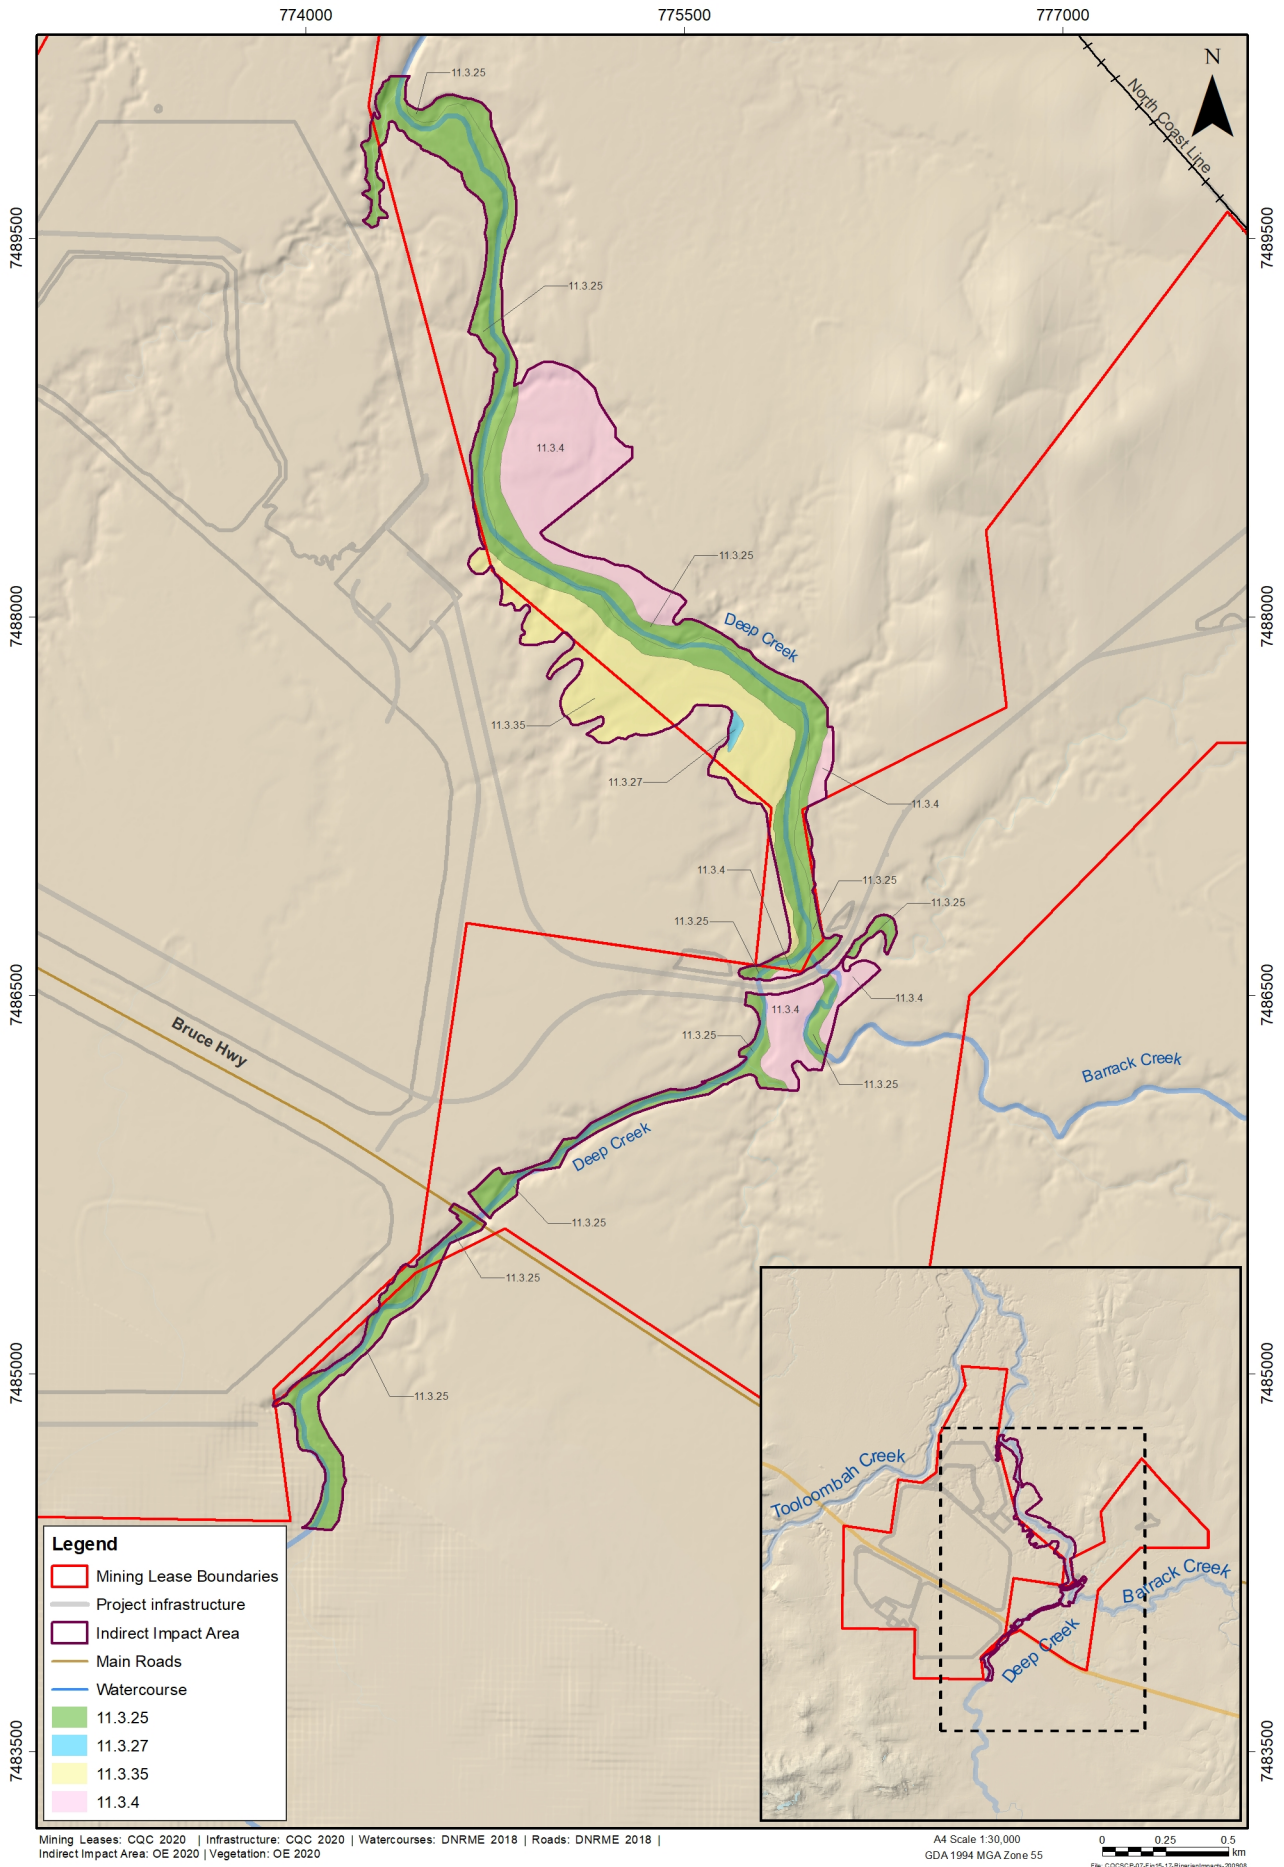 774000
775500
777000
N
North Coast Line
11.3.25
7489500
7489500
11.3.25
11.3.4
11.3.25
7488000
7488000
Deep Creek
11.3.35
11.3.27
11.3.4
11.3.4
11.3.25
11.3.25
11.3.25
7486500
7486500
11.3.4
11.3.4
Bruce Hwy
11.3.25
Barrack Creek
11.3.25
Deep Creek
11.3.25
11.3.25
7485000
7485000
11.3.25
Tooloombah Creek
Barrack Creek
Deep Creek
7483500
7483500
Legend
Mining Lease Boundaries
Project infrastructure
Indirect Impact Area
Main Roads
Watercourse
11.3.25
11.3.27
11.3.35
11.3.4
Mining Leases: CQC 2020 | Infrastructure: CQC 2020 | Watercourses: DNRME 2018 | Roads: DNRME 2018 |
Indirect Impact Area: OE 2020 | Vegetation: OE 2020
A4 Scale 1:30,000
GDA 1994 MGA Zone 55
0 0.25 0.5
km